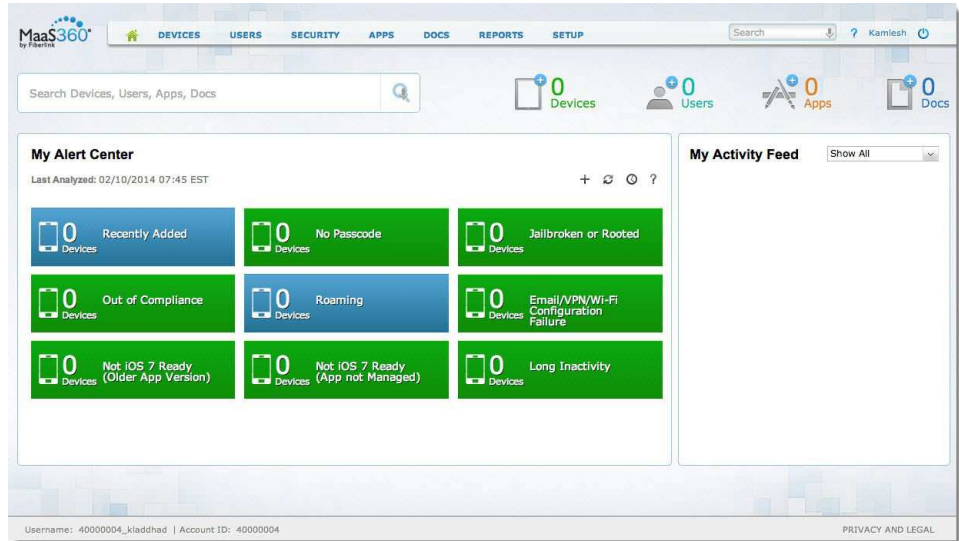 MaaS360
by Fiberlink
DEVICES USERS SECURITY APPS DOCS REPORTS SETUP
Search
? Kamlesh
Search Devices, Users, Apps, Docs
0 Devices
0 Users
0 Apps
0 Docs
My Alert Center
Last Analyzed: 02/10/2014 07:45 EST
+ ?
0 Devices Recently Added
0 Devices No Passcode
0 Devices Jailbroken or Rooted
0 Devices Out of Compliance
0 Devices Roaming
0 Devices Email/VPN/Wi-Fi
Configuration
Failure
0 Devices Not iOS 7 Ready
(Older App Version)
0 Devices Not iOS 7 Ready
(App not Managed)
0 Devices Long Inactivity
My Activity Feed
Show All
Username: 40000004_kladdhad | Account ID: 40000004
PRIVACY AND LEGAL